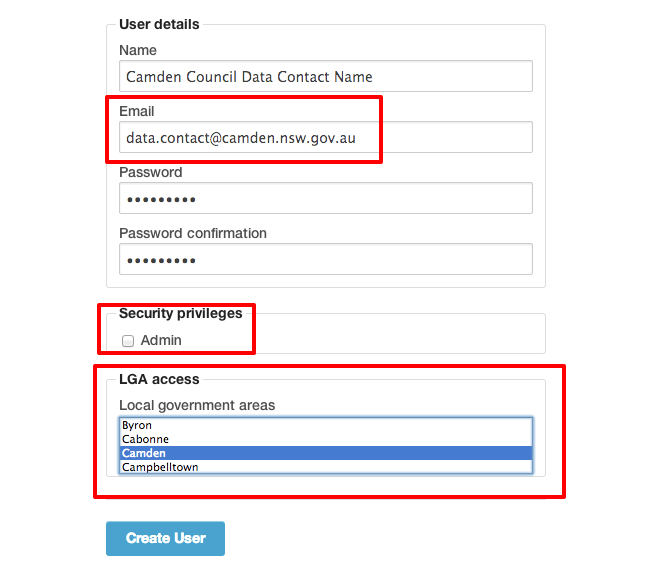 User details
Name
Camden Council Data Contact Name
Email
data.contact@camden.nsw.gov.au
Password
•••••••••
Password confirmation
•••••••••
Security privileges
Admin
LGA access
Local government areas
Byron
Cabonne
Camden
Campbelltown
Create User